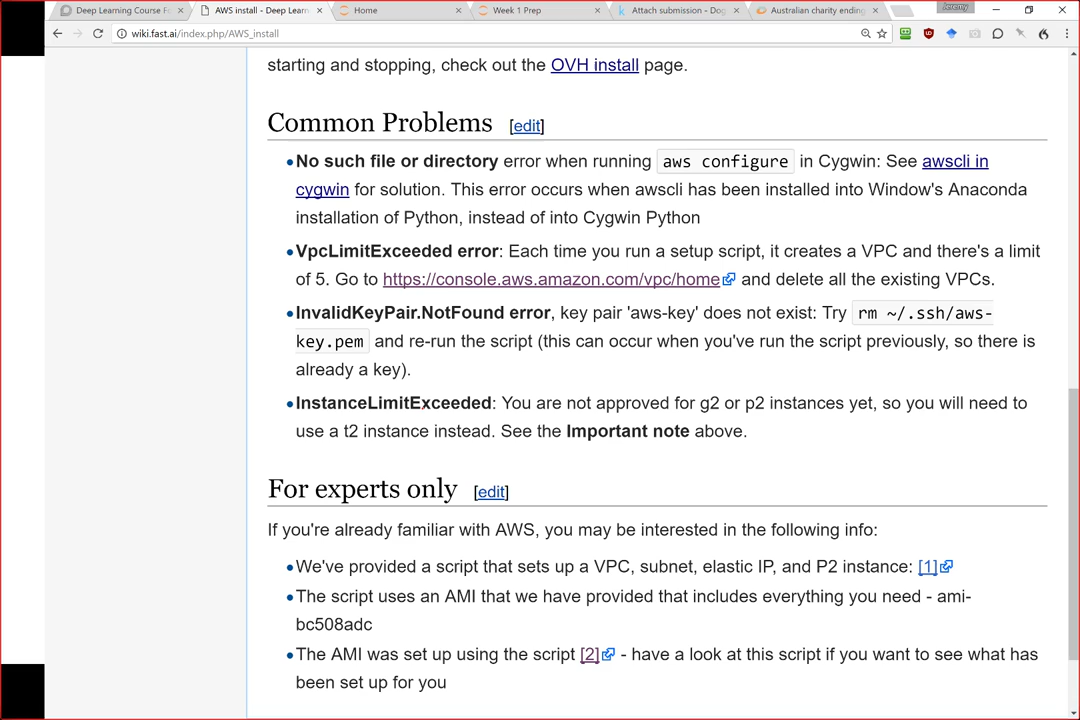 Deep Learning Course Fo
AWS install - Deep Learn
Home
Week 1 Prep
Attach submission - Dog
Australian charity ending
Jeremy
wiki.fast.ai/index.php/AWS_install
starting and stopping, check out the OVH install page.
Common Problems [edit]
No such file or directory error when running aws configure in Cygwin: See awscli in
cygwin for solution. This error occurs when awscli has been installed into Window's Anaconda
installation of Python, instead of into Cygwin Python
VpcLimitExceeded error: Each time you run a setup script, it creates a VPC and there's a limit
of 5. Go to https://console.aws.amazon.com/vpc/home and delete all the existing VPCs.
InvalidKeyPair.NotFound error, key pair 'aws-key' does not exist: Try rm ~/.ssh/aws-
key.pem and re-run the script (this can occur when you've run the script previously, so there is
already a key).
InstanceLimitExceeded: You are not approved for g2 or p2 instances yet, so you will need to
use a t2 instance instead. See the Important note above.
For experts only [edit]
If you're already familiar with AWS, you may be interested in the following info:
We've provided a script that sets up a VPC, subnet, elastic IP, and P2 instance: [1]
The script uses an AMI that we have provided that includes everything you need - ami-
bc508adc
The AMI was set up using the script [2] - have a look at this script if you want to see what has
been set up for you